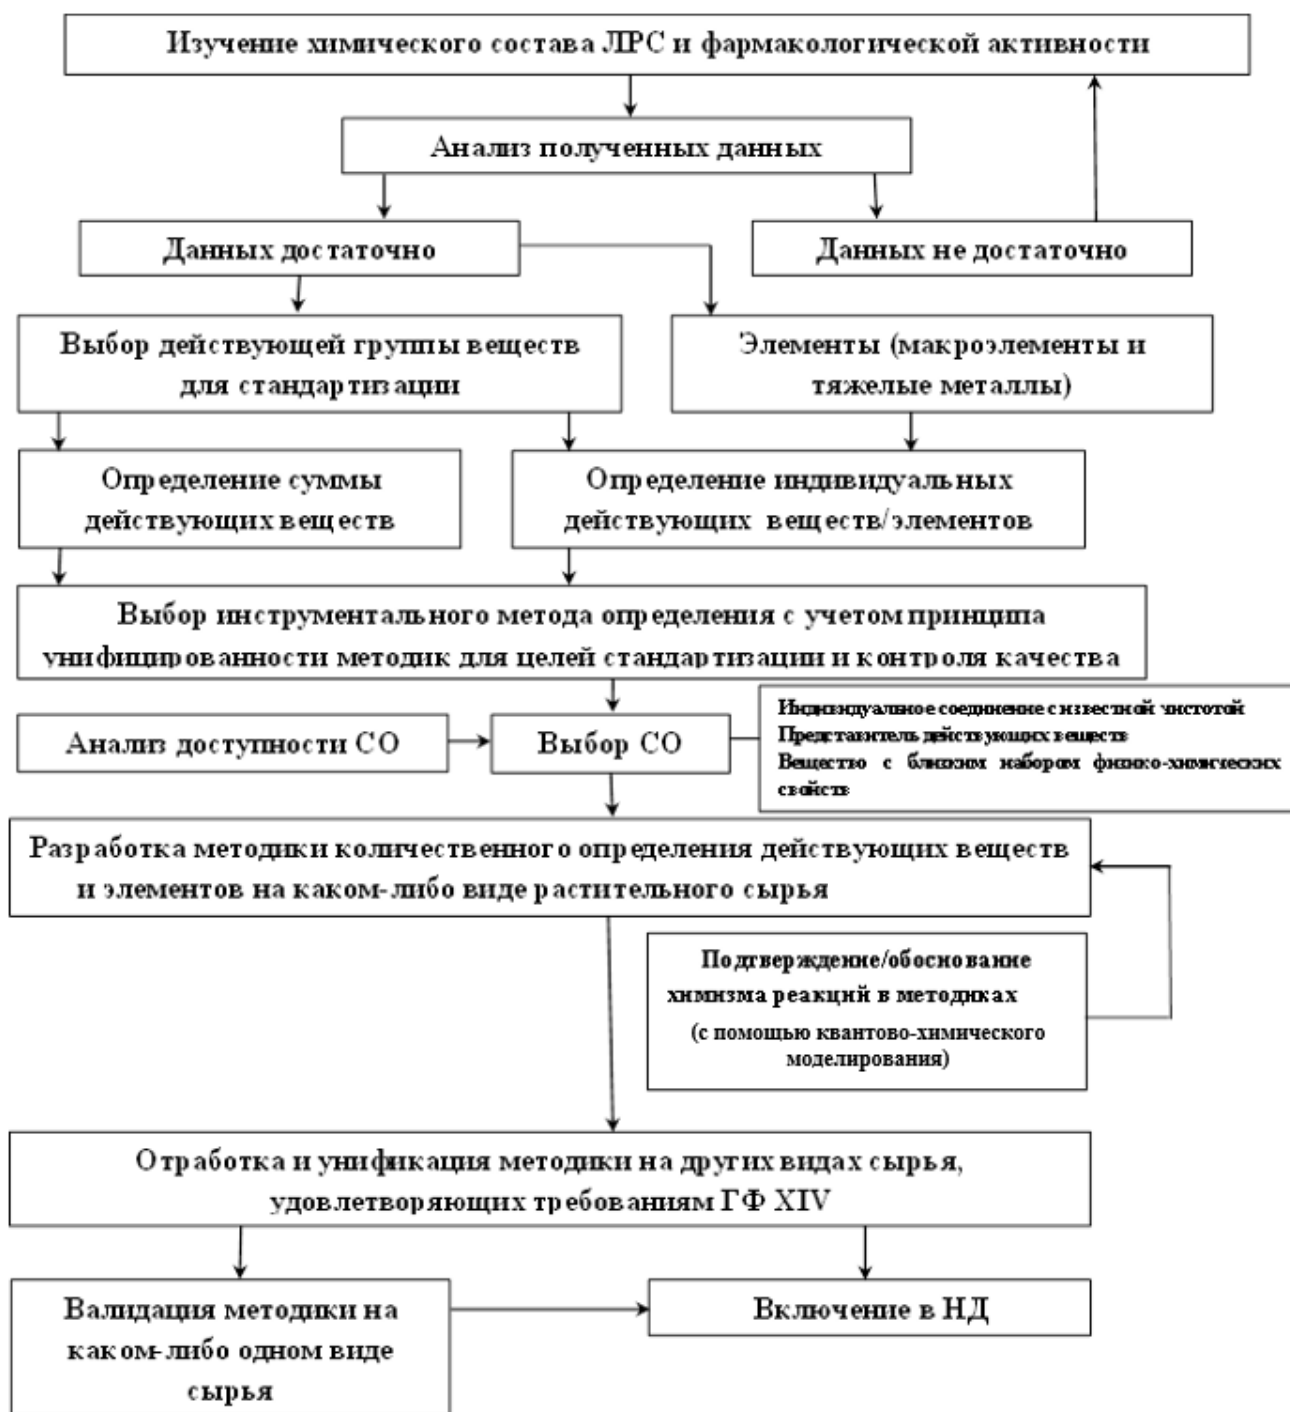 Изучение химического состава ЛРС и фармакологической активности
Анализ полученных данных
Данных достаточно
Данных не достаточно
Выбор действующей группы веществ
для стандартизации
Элементы (макроэлементы и
тяжелые металлы)
Определение суммы
действующих веществ
Определение индивидуальных
действующих веществ/элементов
Выбор инструментального метода определения с учетом принципа
унифицированности методик для целей стандартизации и контроля качества
Анализ доступности СО
Выбор СО
Индивидуальное соединение с известной чистотой
Представитель действующих веществ
Вещество с близким набором физико-химических
свойств
Разработка методики количественного определения действующих веществ
и элементов на каком-либо виде растительного сырья
Подтверждение/обоснование
химизма реакций в методиках
(с помощью квантово-химического
моделирования)
Отработка и унификация методики на других видах сырья,
удовлетворяющих требованиям ГФ XIV
Валидация методики на
каком-либо одном виде
сырья
Включение в НД